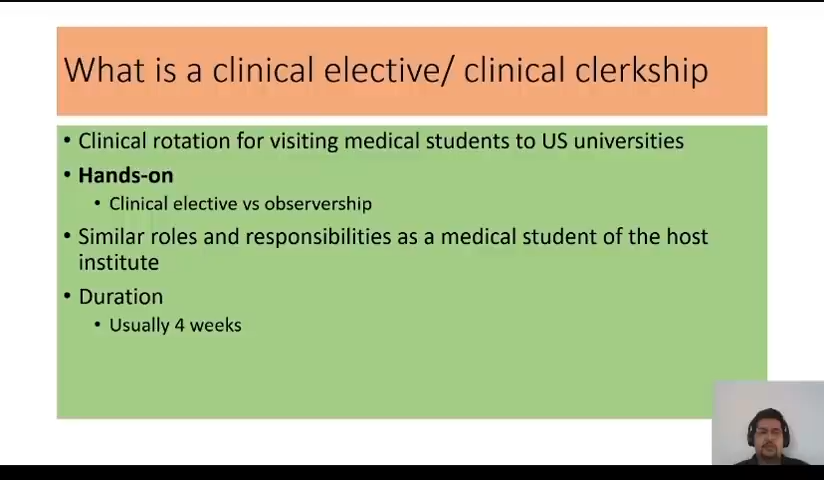 What is a clinical elective/ clinical clerkship
• Clinical rotation for visiting medical students to US universities
• Hands-on
• Clinical elective vs observership
• Similar roles and responsibilities as a medical student of the host
institute
• Duration
• Usually 4 weeks